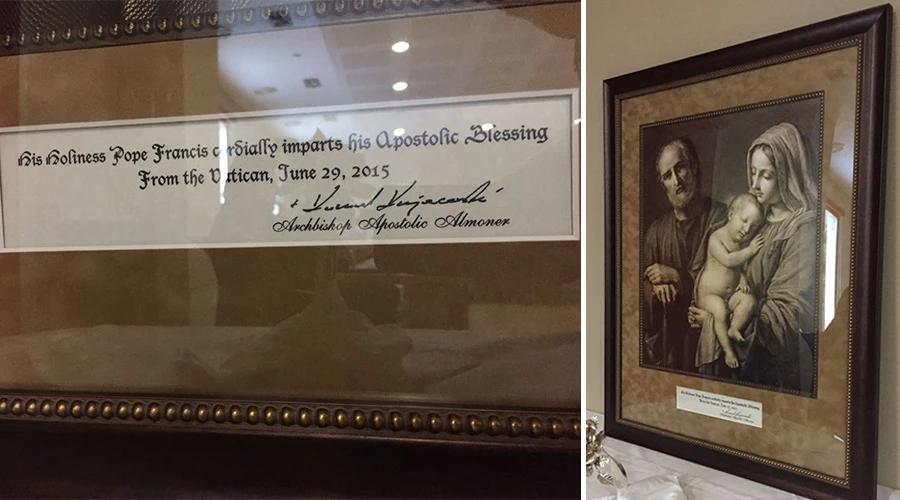 His Holiness Pope Francis cordially imparts his Apostolic Blessing
From the Vatican, June 29, 2015
Archbishop Apostolic Almoner